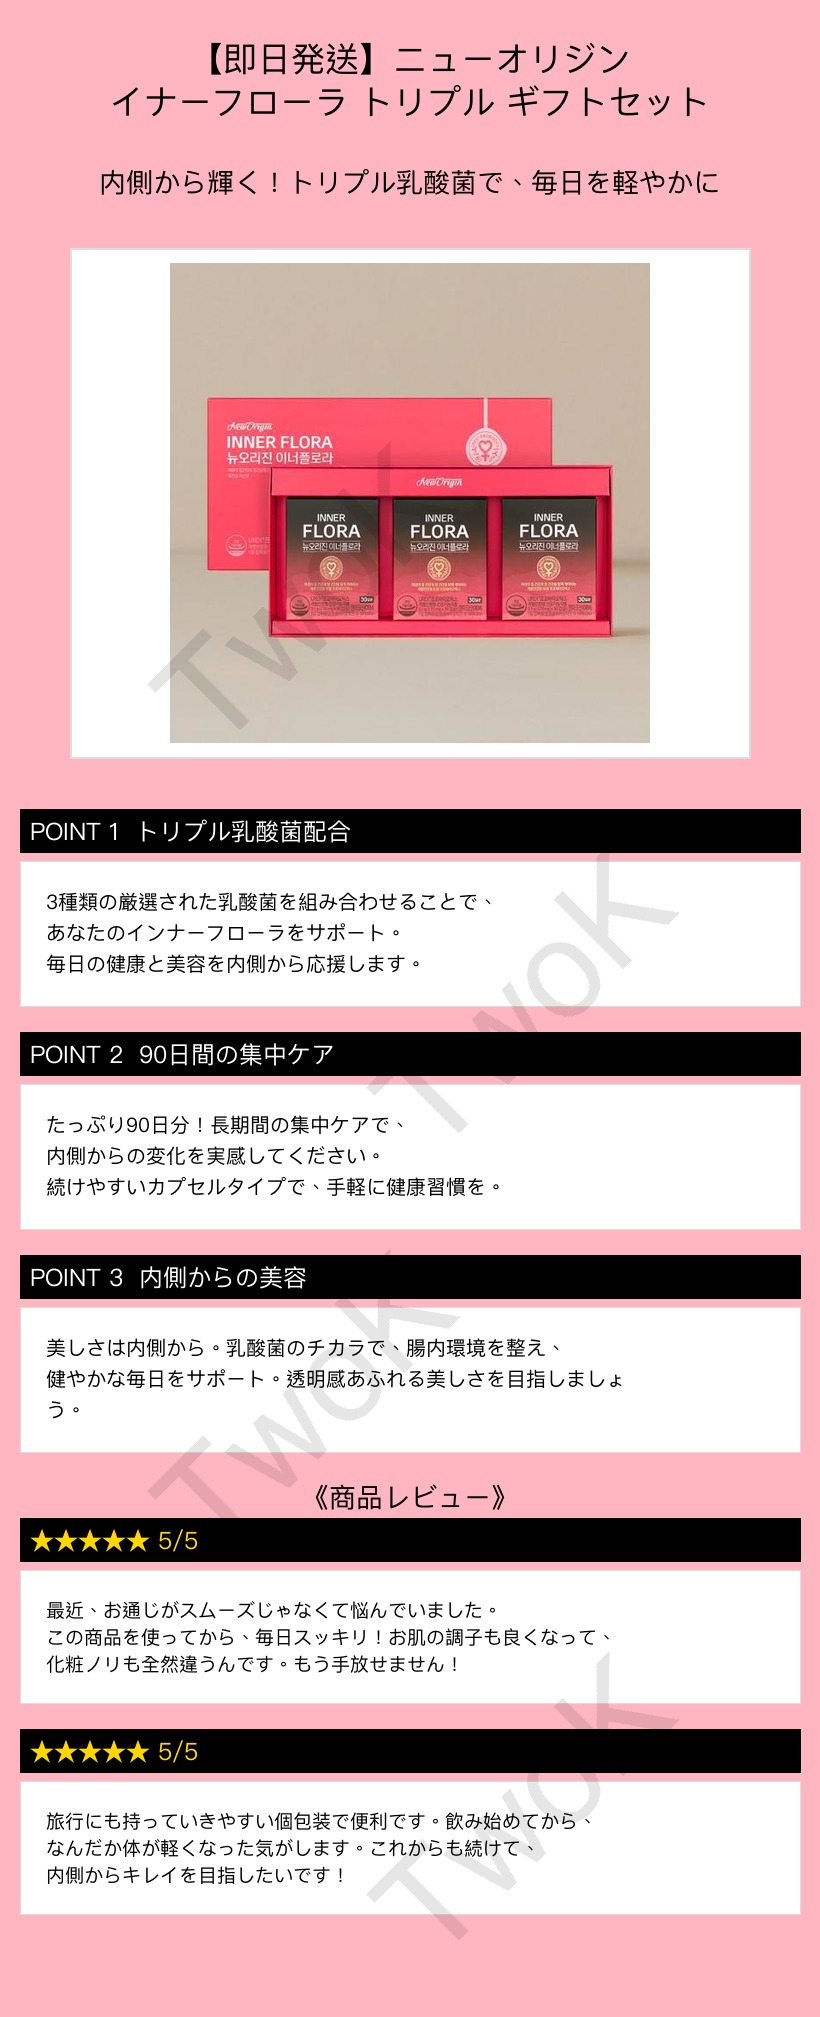 【即日発送】ニューオリジン
イナーフローラ トリプル ギフトセット
内側から輝く！トリプル乳酸菌で、毎日を軽やかに
NewOrigin
INNER FLORA
뉴오리진 이너플로라
NewOrigin
INNER
FLORA
뉴오리진 이너플로라
INNER
FLORA
뉴오리진 이너플로라
INNER
FLORA
뉴오리진 이너플로라
TwoK
POINT 1 トリプル乳酸菌配合
3種類の厳選された乳酸菌を組み合わせることで、
あなたのインナーフローラをサポート。
毎日の健康と美容を内側から応援します。
TwoK
POINT 2 90日間の集中ケア
たっぷり90日分！長期間の集中ケアで、
内側からの変化を実感してください。
続けやすいカプセルタイプで、手軽に健康習慣を。
POINT 3 内側からの美容
美しさは内側から。乳酸菌のチカラで、腸内環境を整え、
健やかな毎日をサポート。透明感あふれる美しさを目指しましょ
う。
TwoK
《商品レビュー》
★★★★★ 5/5
最近、お通じがスムーズじゃなくて悩んでいました。
この商品を使ってから、毎日スッキリ！お肌の調子も良くなって、
化粧ノリも全然違うんです。もう手放せません！
★★★★★ 5/5
旅行にも持っていきやすい個包装で便利です。飲み始めてから、
なんだか体が軽くなった気がします。これからも続けて、
内側からキレイを目指したいです！
TwoK